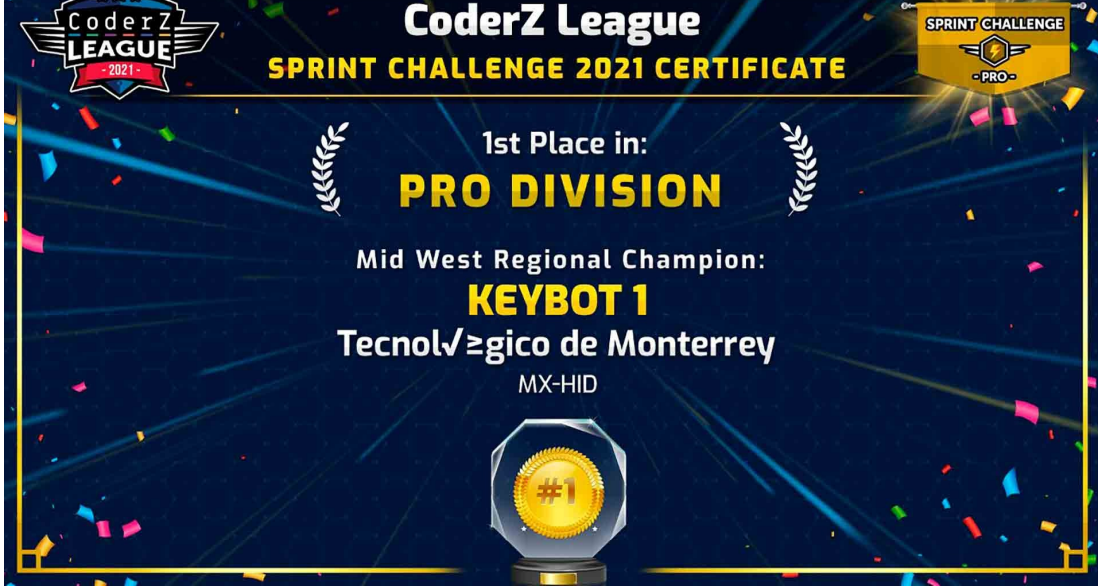 CoderZ
LEAGUE
- 2021 -
CoderZ League
SPRINT CHALLENGE 2021 CERTIFICATE
SPRINT CHALLENGE
- PRO -
1st Place in:
PRO DIVISION
Mid West Regional Champion:
KEYBOT 1
Tecnol√≥gico de Monterrey
MX-HID
#1